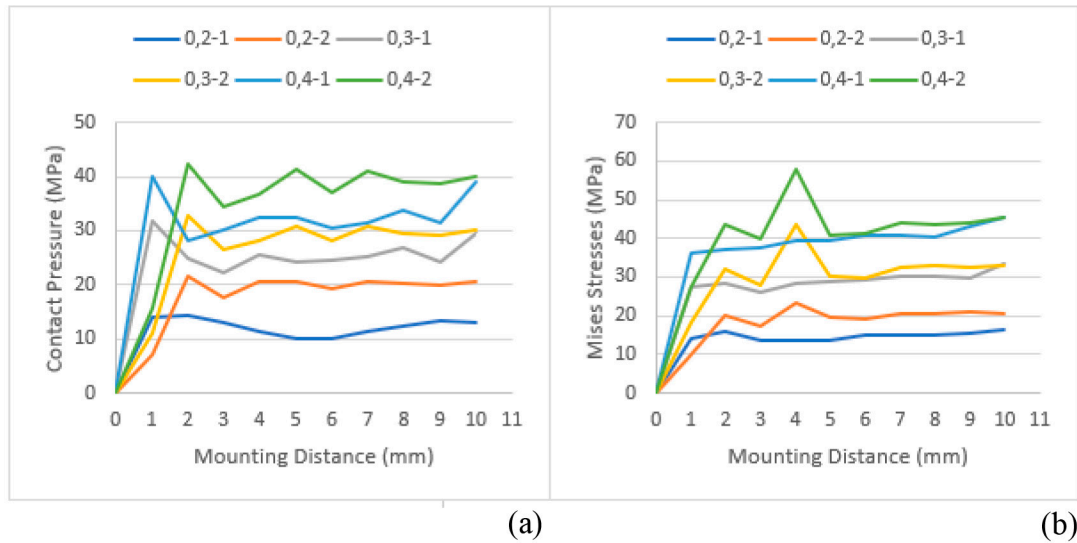 0,2-1 0,2-2 0,3-1
0,3-2 0,4-1 0,4-2
50
40
30
20
10
0
0 1 2 3 4 5 6 7 8 9 10 11
Contact Pressure (MPa)
Mounting Distance (mm)
(a)
0,2-1 0,2-2 0,3-1
0,3-2 0,4-1 0,4-2
70
60
50
40
30
20
10
0
0 1 2 3 4 5 6 7 8 9 10 11
Mises Stresses (MPa)
Mounting Distance (mm)
(b)